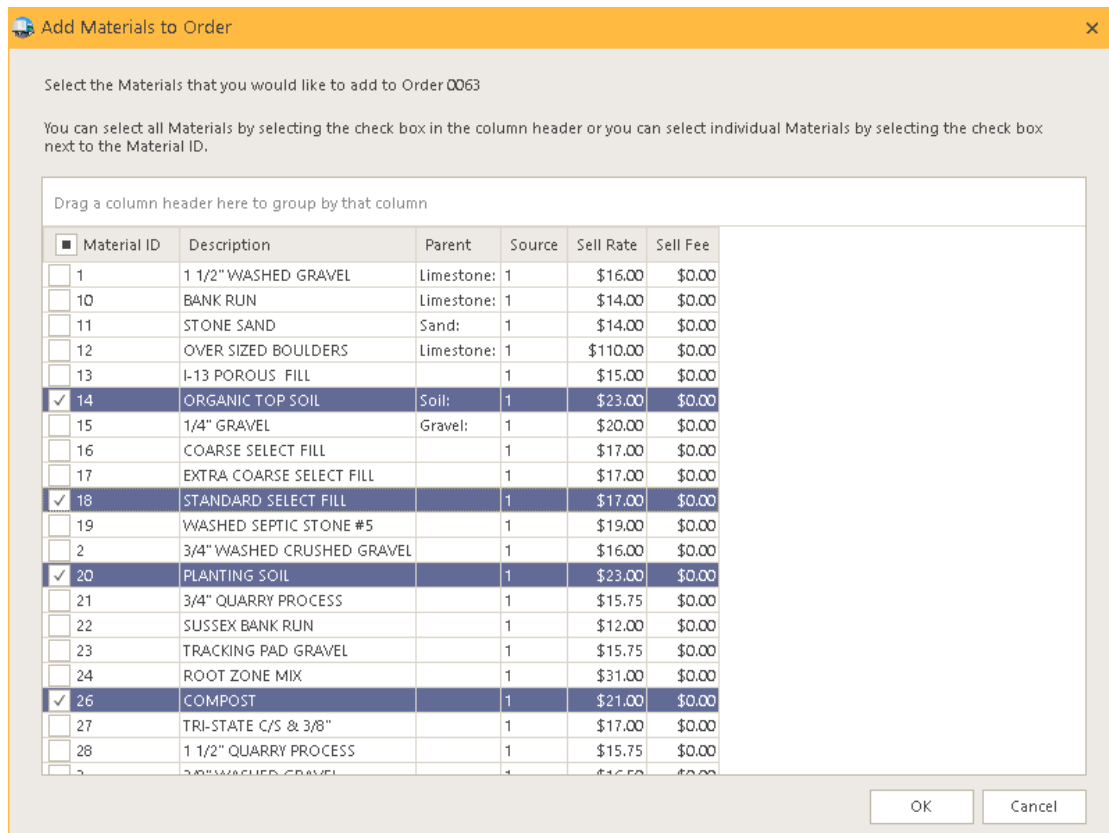 Add Materials to Order
Select the Materials that you would like to add to Order 0063
You can select all Materials by selecting the check box in the column header or you can select individual Materials by selecting the check box
next to the Material ID.
Drag a column header here to group by that column
Material ID Description Parent Source Sell Rate Sell Fee
1 1 1/2" WASHED GRAVEL Limestone: 1 $16.00 $0.00
10 BANK RUN Limestone: 1 $14.00 $0.00
11 STONE SAND Sand: 1 $14.00 $0.00
12 OVER SIZED BOULDERS Limestone: 1 $110.00 $0.00
13 I-13 POROUS  FILL 1 $15.00 $0.00
14 ORGANIC TOP SOIL Soil: 1 $23.00 $0.00
15 1/4" GRAVEL Gravel: 1 $20.00 $0.00
16 COARSE SELECT FILL 1 $17.00 $0.00
17 EXTRA COARSE SELECT FILL 1 $17.00 $0.00
18 STANDARD SELECT FILL 1 $17.00 $0.00
19 WASHED SEPTIC STONE #5 1 $19.00 $0.00
2 3/4" WASHED CRUSHED GRAVEL 1 $16.00 $0.00
20 PLANTING SOIL 1 $23.00 $0.00
21 3/4" QUARRY PROCESS 1 $15.75 $0.00
22 SUSSEX BANK RUN 1 $12.00 $0.00
23 TRACKING PAD GRAVEL 1 $15.75 $0.00
24 ROOT ZONE MIX 1 $31.00 $0.00
26 COMPOST 1 $21.00 $0.00
27 TRI-STATE C/S & 3/8" 1 $17.00 $0.00
28 1 1/2" QUARRY PROCESS 1 $15.75 $0.00
OK Cancel